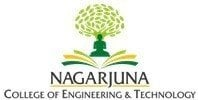 NAGARJUNA
COLLEGE OF ENGINEERING & TECHNOLOGY